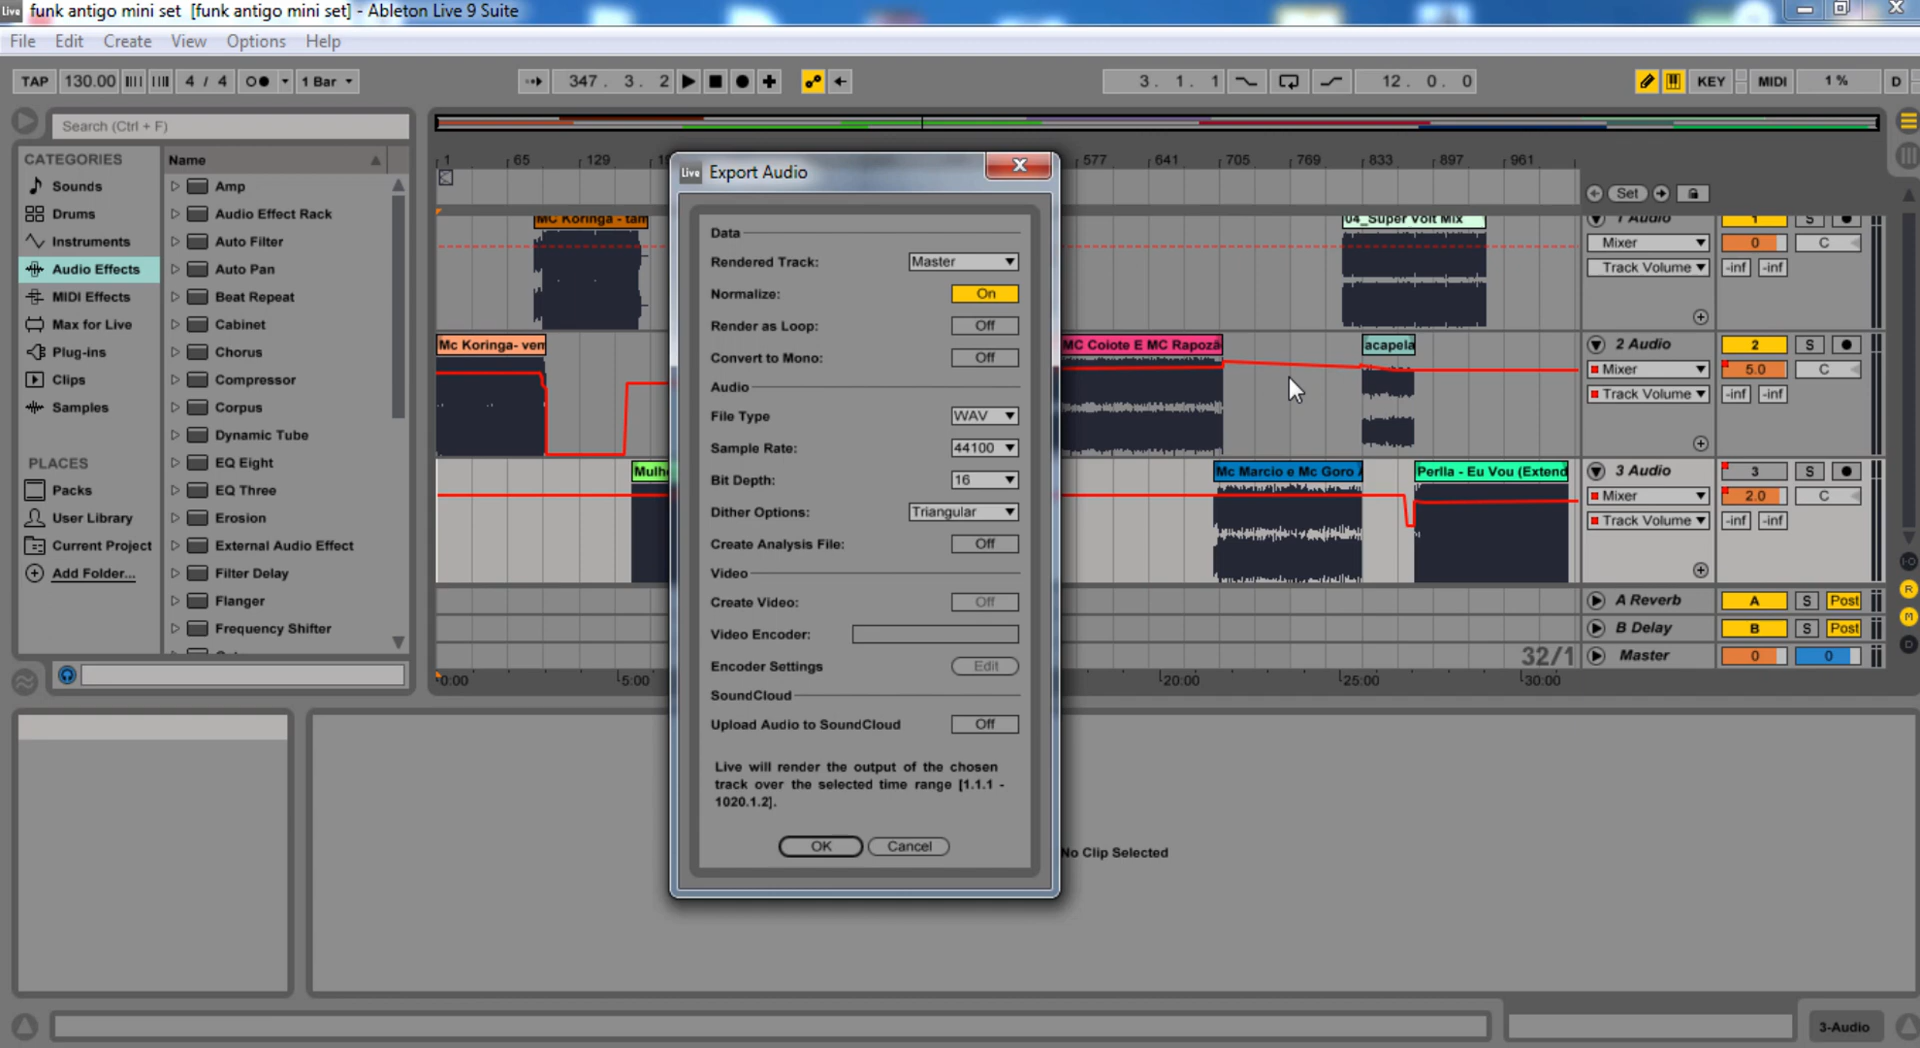 Live funk antigo mini set [funk antigo mini set] - Ableton Live 9 Suite
File Edit Create View Options Help
TAP 130.00 4 / 4 1 Bar 347. 3. 2 3. 1. 1 12. 0. 0 KEY MIDI 1 % D
Search (Ctrl + F)
CATEGORIES
Sounds
Drums
Instruments
Audio Effects
MIDI Effects
Max for Live
Plug-ins
Clips
Samples
PLACES
Packs
User Library
Current Project
Add Folder...
Name
Amp
Audio Effect Rack
Auto Filter
Auto Pan
Beat Repeat
Cabinet
Chorus
Compressor
Corpus
Dynamic Tube
EQ Eight
EQ Three
Erosion
External Audio Effect
Filter Delay
Flanger
Frequency Shifter
1 65 129 577 641 705 769 833 897 961
Set
MC Koringa - tam
04_Super Volt Mix
Mc Koringa- vem
MC Coiote E MC Rapozã
acapela
Mulh
Mc Marcio e Mc Goro
Perlla - Eu Vou (Extend
Live Export Audio
Data
Rendered Track: Master
Normalize: On
Render as Loop: Off
Convert to Mono: Off
Audio
File Type WAV
Sample Rate: 44100
Bit Depth: 16
Dither Options: Triangular
Create Analysis File: Off
Video
Create Video: Off
Video Encoder:
Encoder Settings Edit
SoundCloud
Upload Audio to SoundCloud Off
Live will render the output of the chosen
track over the selected time range [1.1.1 -
1020.1.2].
OK Cancel
1 Audio 1 S
Mixer 0 C
Track Volume -inf -inf
2 Audio 2 S
Mixer 5.0 C
Track Volume -inf -inf
3 Audio 3 S
Mixer 2.0 C
Track Volume -inf -inf
A Reverb A S Post
B Delay B S Post
32/1 Master 0 0
I-O
R
M
D
0:00 5:00 20:00 25:00 30:00
No Clip Selected
3-Audio